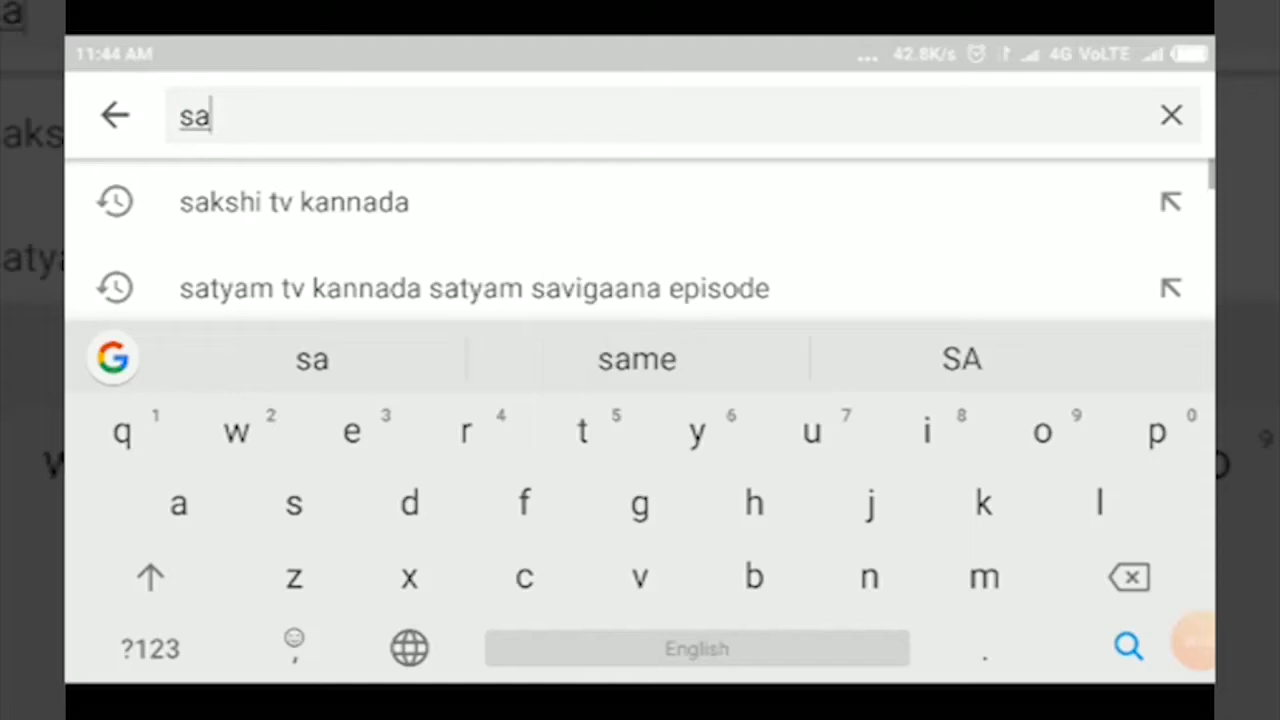 11:44 AM ... 42.8K/s 4G VoLTE
sa
sakshi tv kannada
satyam tv kannada satyam savigaana episode
G sa same SA
q 1 w 2 e 3 r 4 t 5 y 6 u 7 i 8 o 9 p 0
a s d f g h j k l
z x c v b n m
?123 , English .